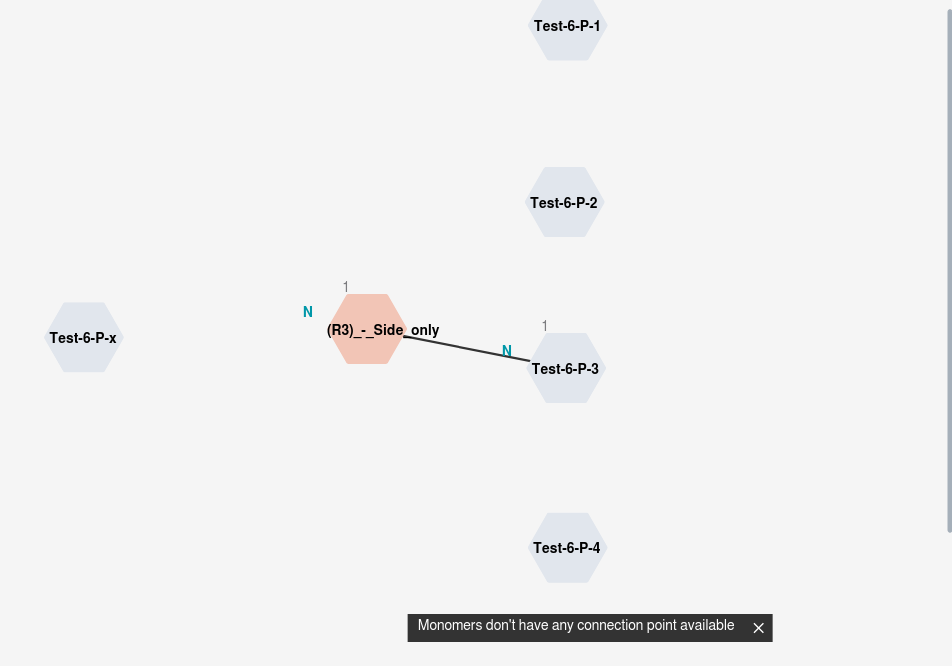 Test-6-P-1
Test-6-P-2
1
N
(R3)_-_Side_only
Test-6-P-x
1
N
Test-6-P-3
Test-6-P-4
Monomers don't have any connection point available